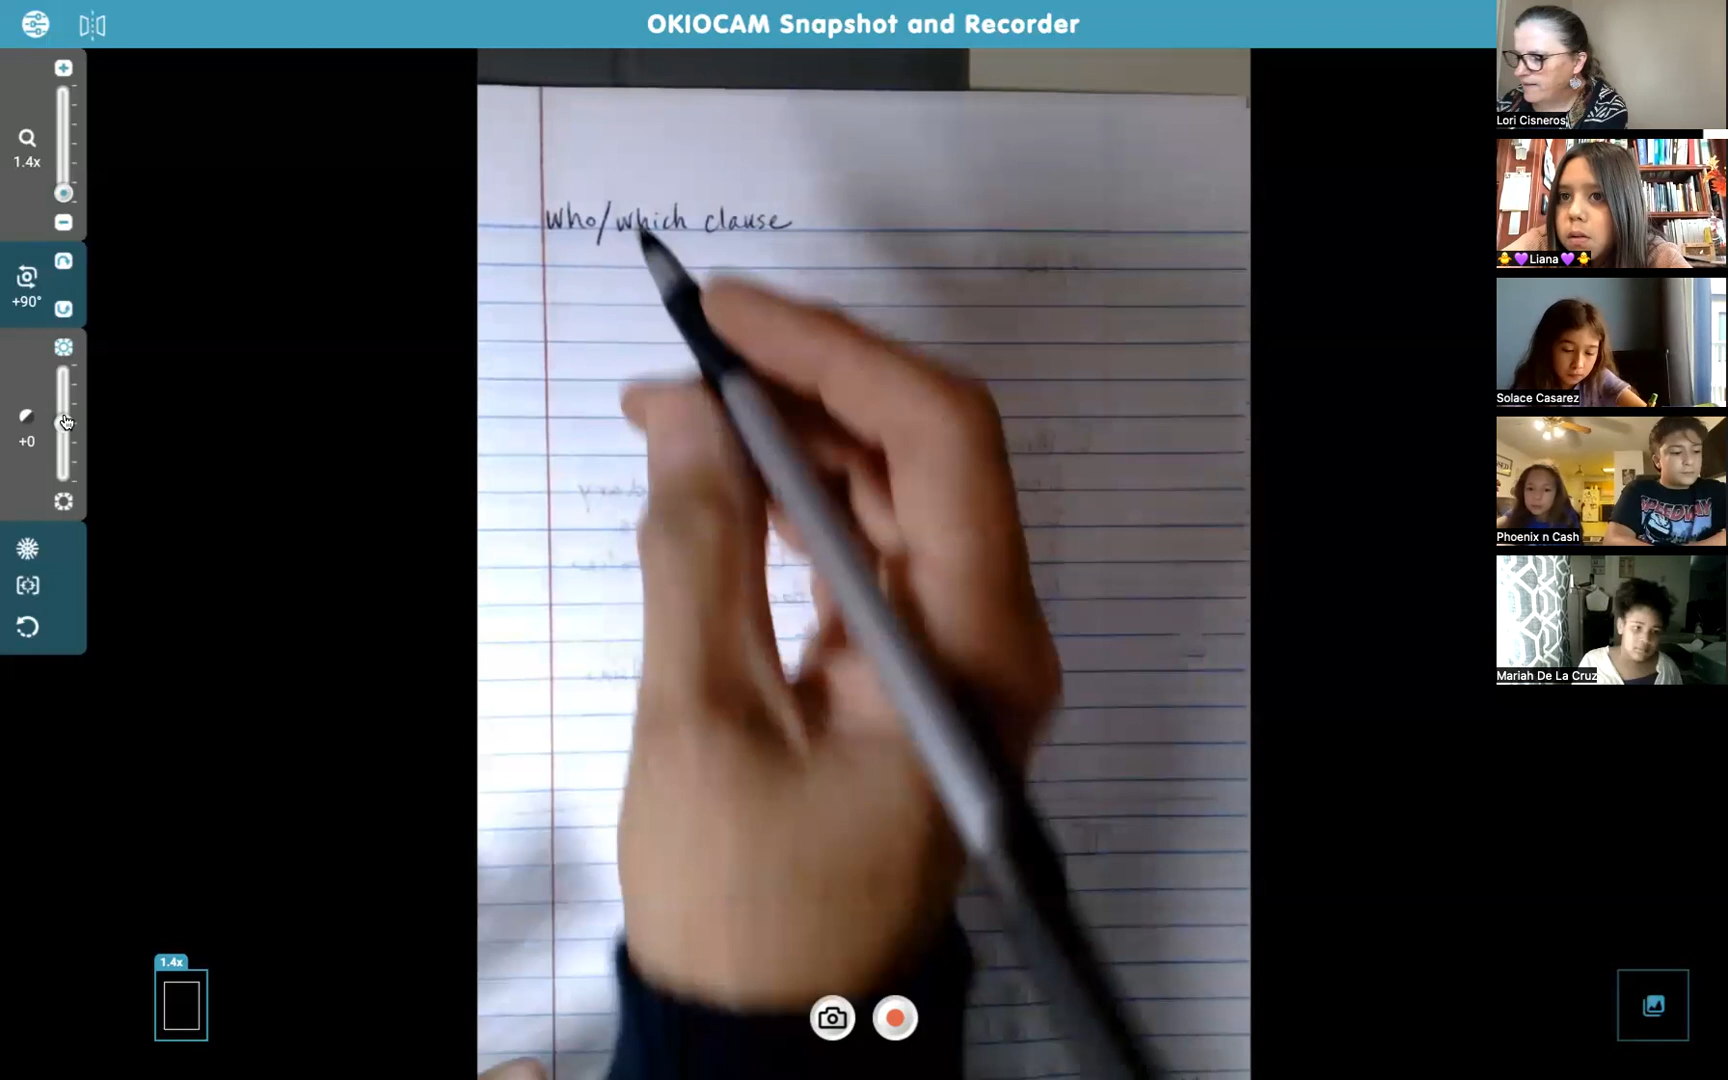 OKIOCAM Snapshot and Recorder
1.4x
+90°
+0
who/which clause
1.4x
Lori Cisneros
🐥💜Liana💜🐥
Solace Casarez
SPEEDWAY
Phoenix n Cash
Mariah De La Cruz